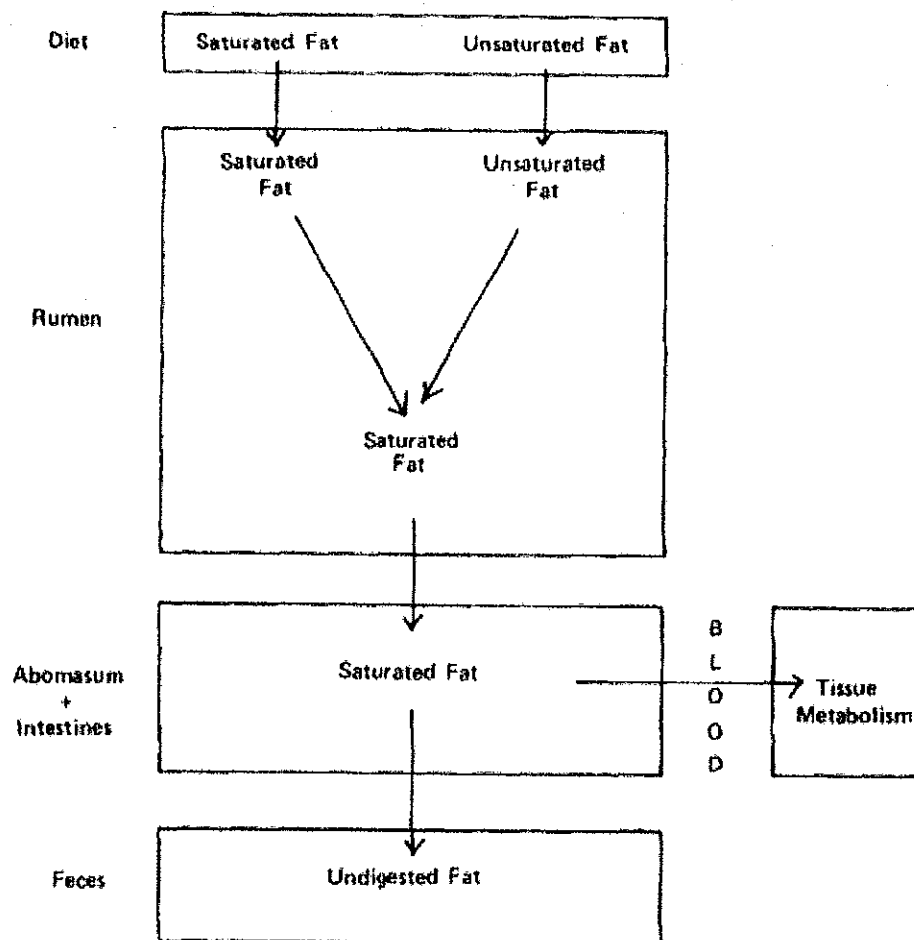 Diet
Saturated Fat
Unsaturated Fat
Saturated
Fat
Unsaturated
Fat
Rumen
Saturated
Fat
Abomasum
+
Intestines
Saturated Fat
B
L
O
O
D
Tissue
Metabolism
Feces
Undigested Fat